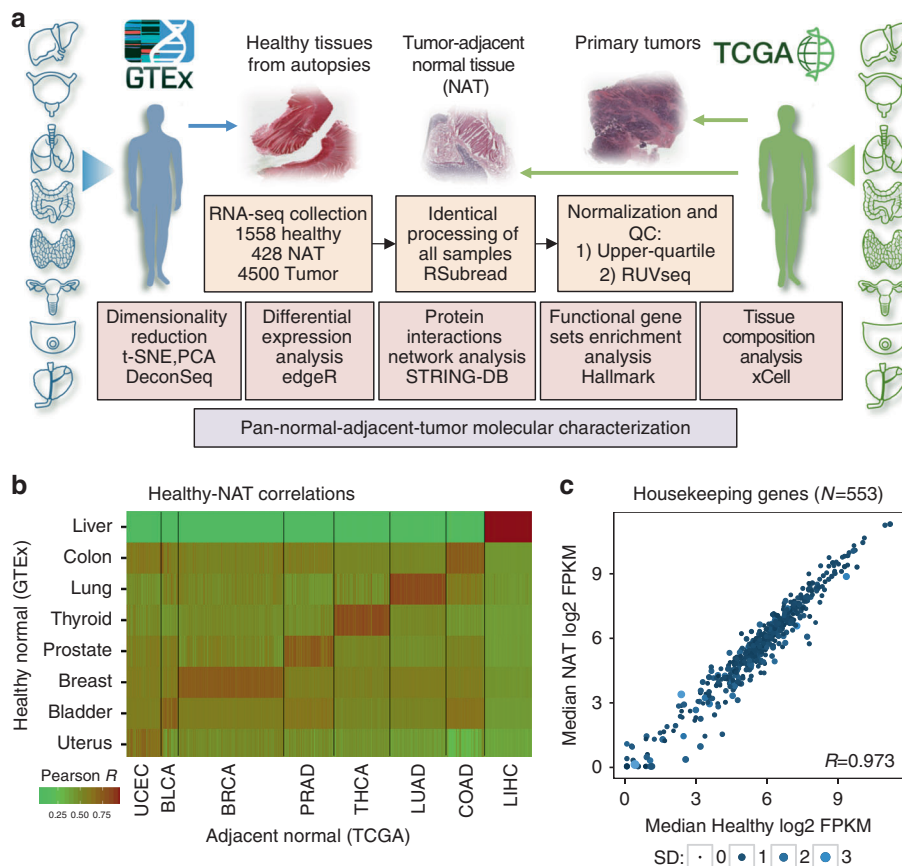 a
GTEx
Healthy tissues
from autopsies
Tumor-adjacent
normal tissue
(NAT)
Primary tumors
TCGA
RNA-seq collection
1558 healthy
428 NAT
4500 Tumor
Identical
processing of
all samples
RSubread
Normalization and
QC:
1) Upper-quartile
2) RUVseq
Dimensionality
reduction
t-SNE,PCA
DeconSeq
Differential
expression
analysis
edgeR
Protein
interactions
network analysis
STRING-DB
Functional gene
sets enrichment
analysis
Hallmark
Tissue
composition
analysis
xCell
Pan-normal-adjacent-tumor molecular characterization
b
Healthy-NAT correlations
Healthy normal (GTEx)
Liver
Colon
Lung
Thyroid
Prostate
Breast
Bladder
Uterus
Pearson R
0.25 0.50 0.75
UCEC
BLCA
BRCA
PRAD
THCA
LUAD
COAD
LIHC
Adjacent normal (TCGA)
c
Housekeeping genes (N=553)
Median NAT log2 FPKM
9
6
3
0
R=0.973
0 3 6 9
Median Healthy log2 FPKM
SD: 0 1 2 3